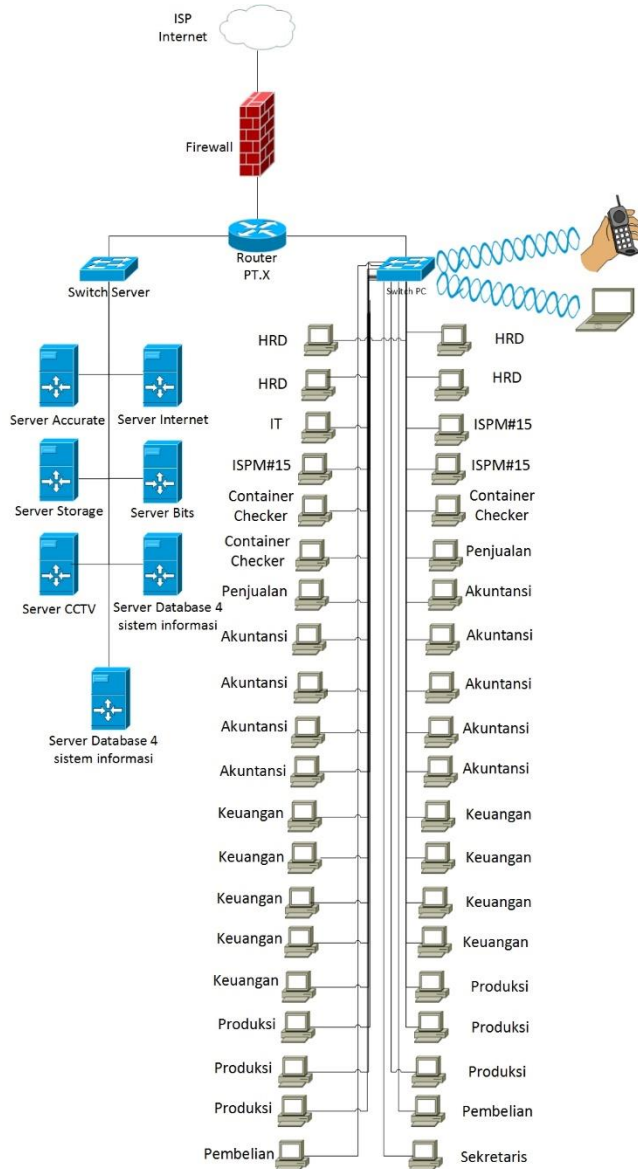 ISP
Internet
Firewall
Router
PT.X
Switch Server
Switch PC
Server Accurate
Server Internet
Server Storage
Server Bits
Server CCTV
Server Database 4
sistem informasi
Server Database 4
sistem informasi
HRD
HRD
HRD
HRD
IT
ISPM#15
ISPM#15
ISPM#15
Container
Checker
Container
Checker
Container
Checker
Penjualan
Penjualan
Akuntansi
Akuntansi
Akuntansi
Akuntansi
Akuntansi
Akuntansi
Akuntansi
Akuntansi
Akuntansi
Keuangan
Keuangan
Keuangan
Keuangan
Keuangan
Keuangan
Keuangan
Keuangan
Keuangan
Produksi
Produksi
Produksi
Produksi
Produksi
Produksi
Pembelian
Pembelian
Sekretaris